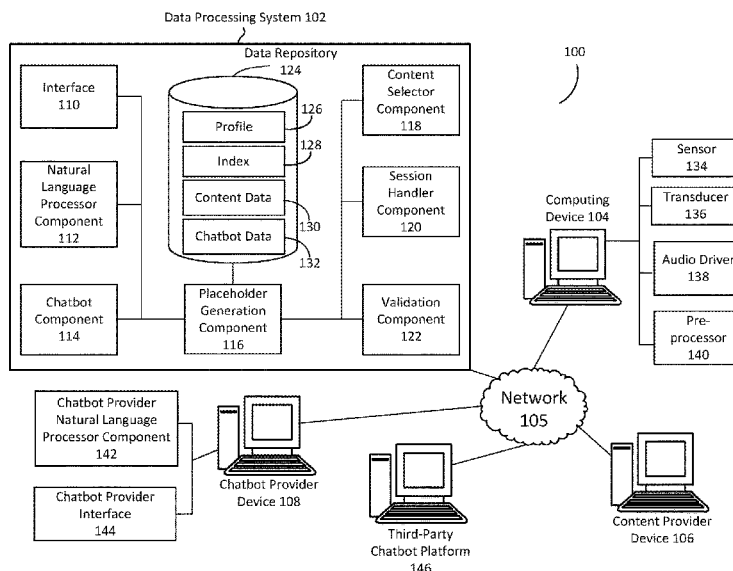 Data Processing System 102
Data Repository
124
100
Interface
110
126
Profile
128
Index
Content Data
130
Chatbot Data
132
Content
Selector
Component
118
Natural
Language
Processor
Component
112
Session
Handler
Component
120
Chatbot
Component
114
Placeholder
Generation
Component
116
Validation
Component
122
Computing
Device 104
Sensor
134
Transducer
136
Audio Driver
138
Pre-
processor
140
Network
105
Chatbot Provider
Natural Language
Processor Component
142
Chatbot Provider
Interface
144
Chatbot Provider
Device 108
Third-Party
Chatbot Platform
146
Content Provider
Device 106